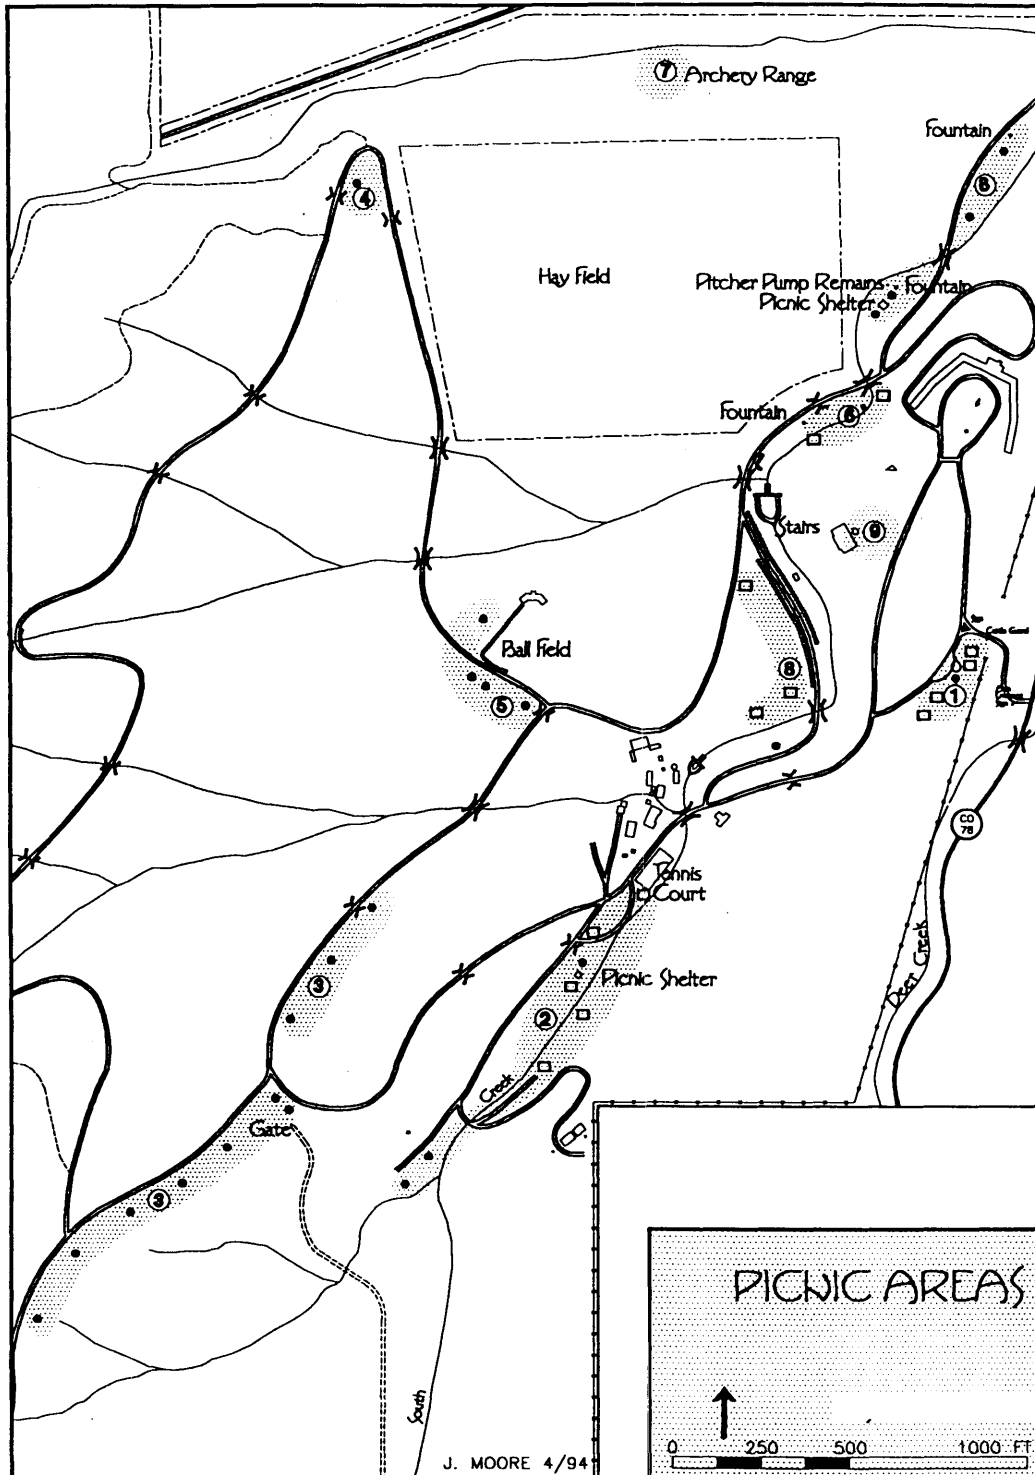 7 Archery Range
Fountain
8
4
Hay Field
Pitcher Pump Remains
Fountain
Picnic Shelter
Fountain
6
Stairs
9
Ball Field
8
1
5
78
Tennis
Court
3
Picnic Shelter
2
Deer Creek
Creek
Gate
3
PICNIC AREAS
South
0 250 500 1000 FT
J. MOORE 4/94